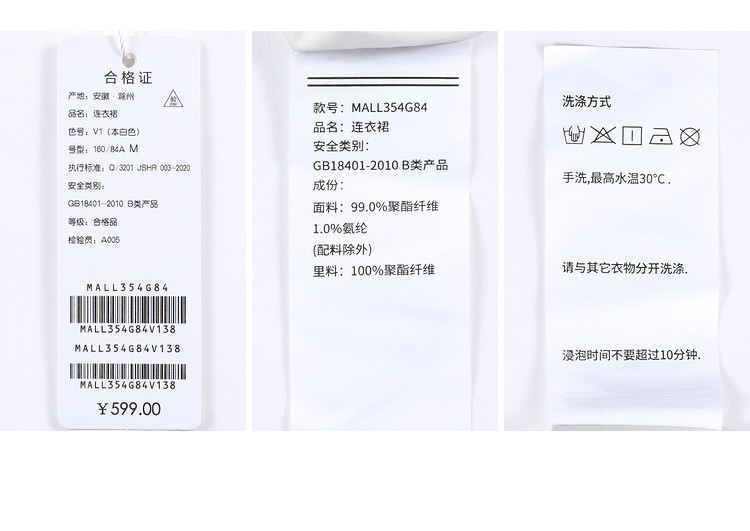 合格证
产地：安徽·滁州
品名：连衣裙
色号：V1（本白色）
号型：160/84A M
执行标准：Q/3201 JSHR 003-2020
安全类别：
GB18401-2010 B类产品
等级：合格品
检验员：A005
MALL354G84
MALL354G84V138
MALL354G84V138
MALL354G84V138
¥599.00
款号：MALL354G84
品名：连衣裙
安全类别：
GB18401-2010 B类产品
成份：
面料：99.0%聚酯纤维
1.0%氨纶
(配料除外)
里料：100%聚酯纤维
洗涤方式
手洗,最高水温30℃.
请与其它衣物分开洗涤.
浸泡时间不要超过10分钟.